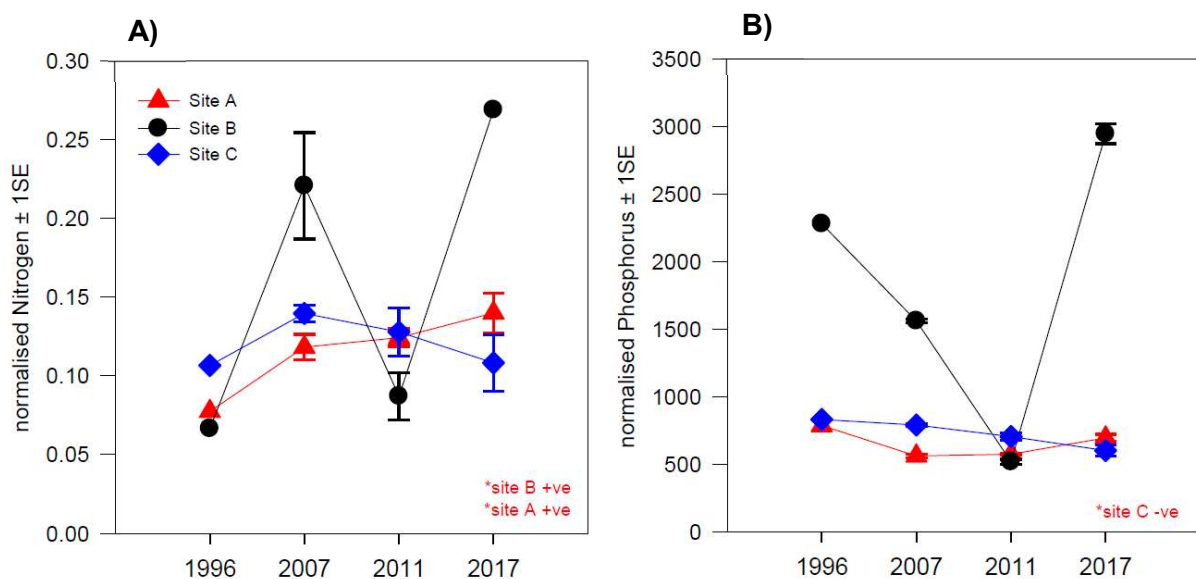 A)
normalised Nitrogen ± 1SE
0.30
0.25
0.20
0.15
0.10
0.05
0.00
Site A
Site B
Site C
*site B +ve
*site A +ve
1996 2007 2011 2017
B)
normalised Phosphorus ± 1SE
3500
3000
2500
2000
1500
1000
500
0
*site C -ve
1996 2007 2011 2017